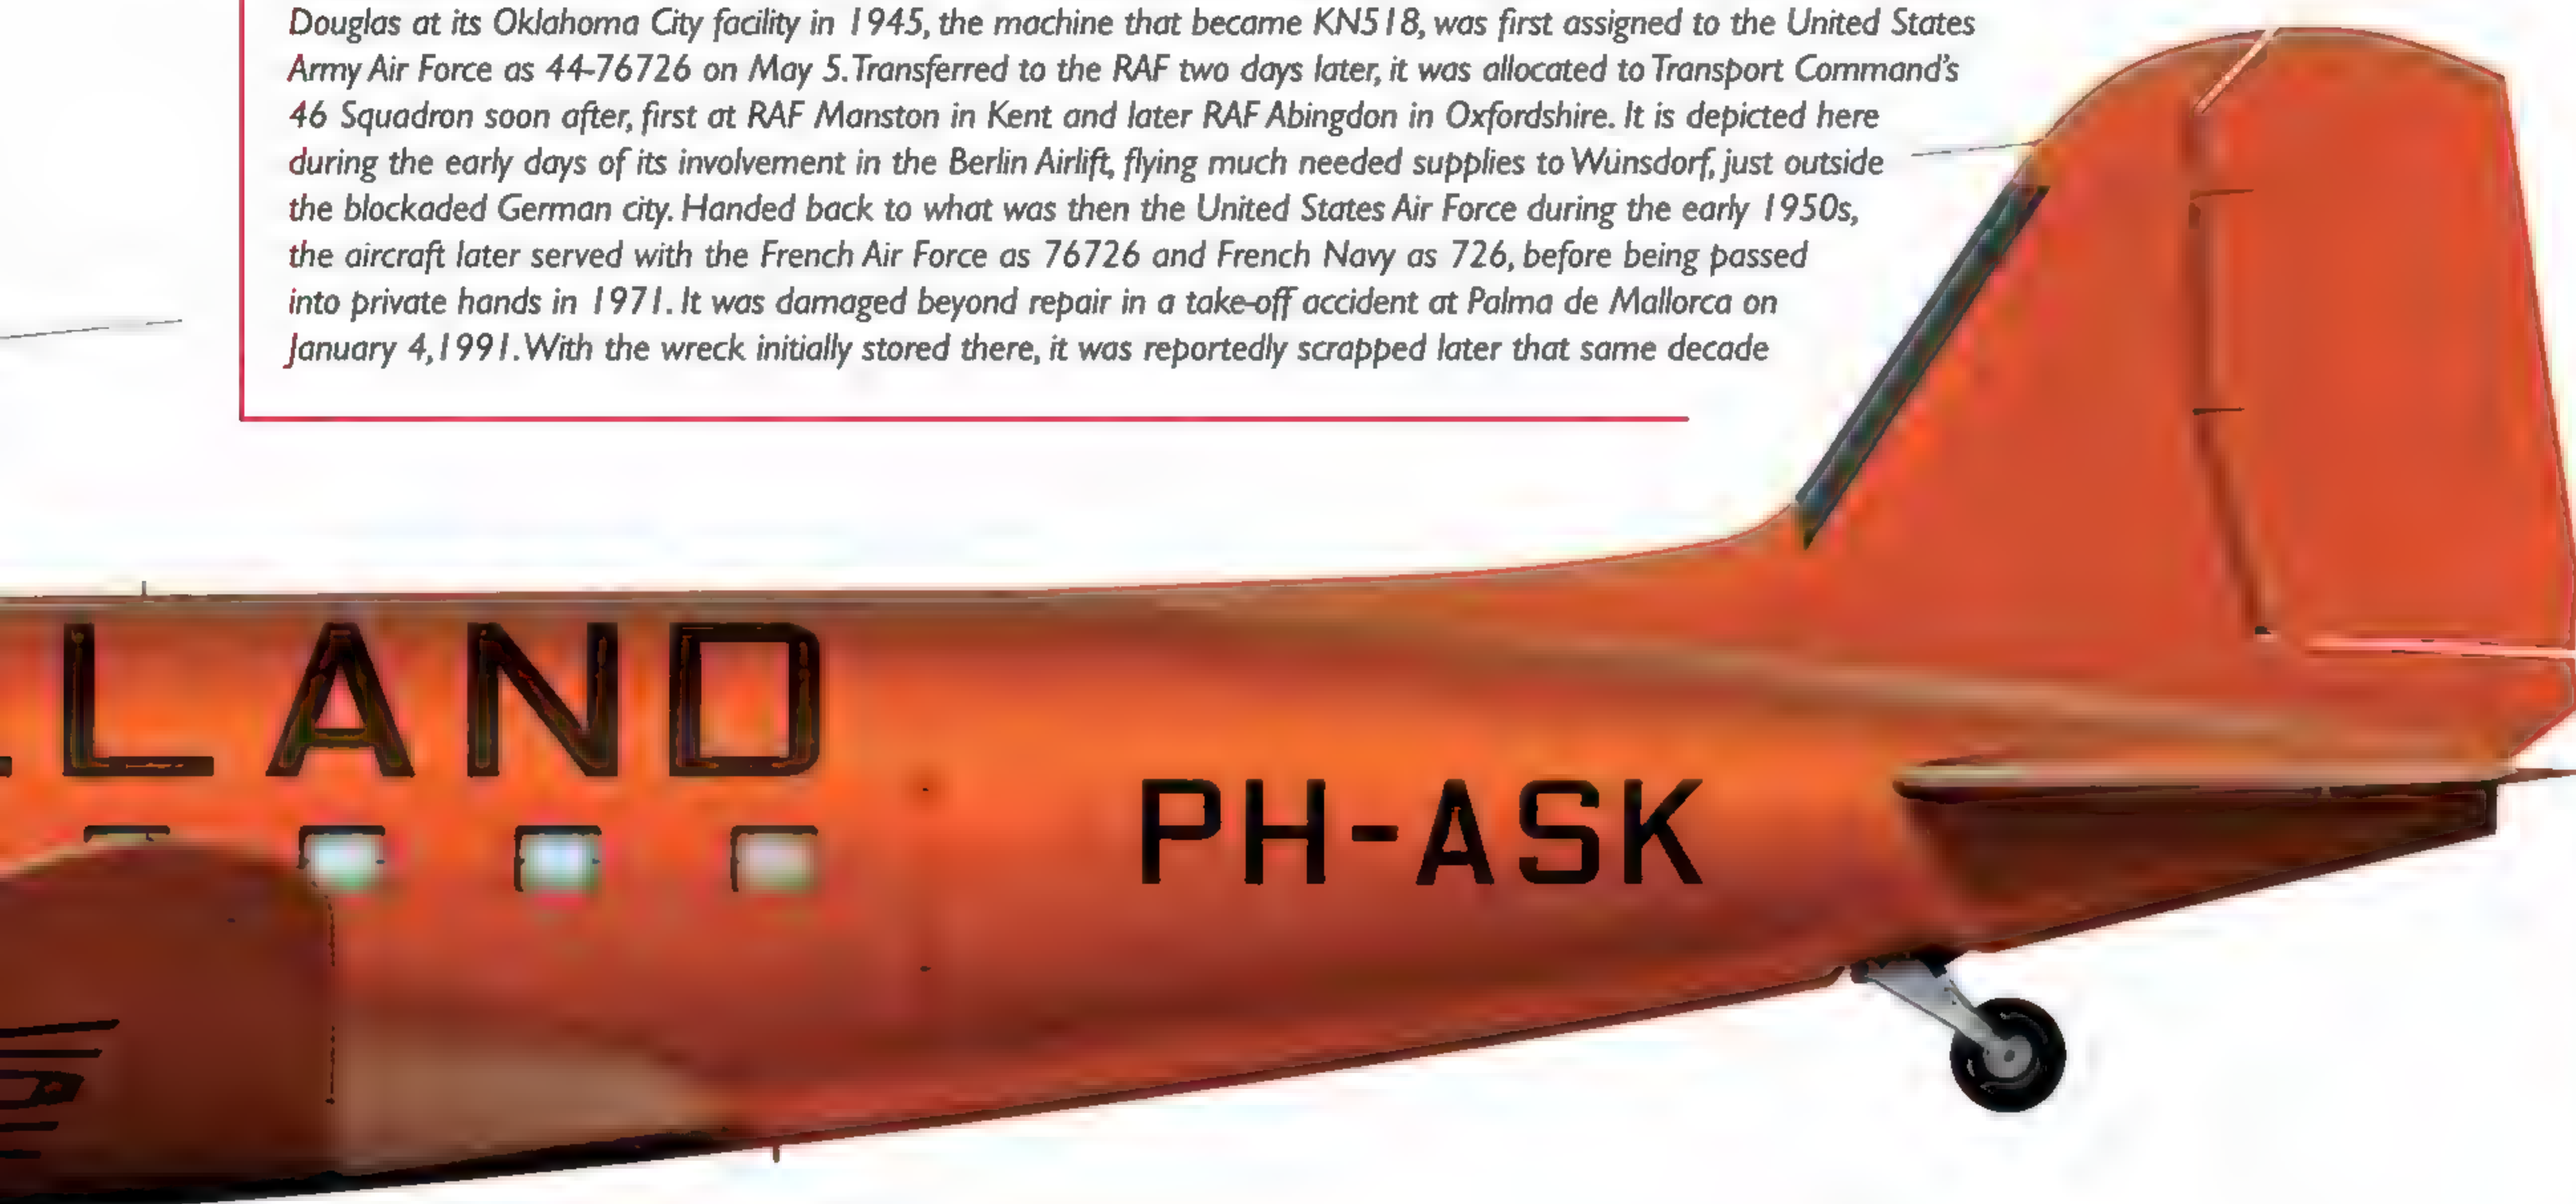 Douglas at its Oklahoma City facility in 1945, the machine that became KN518, was first assigned to the United States
Army Air Force as 44-76726 on May 5. Transferred to the RAF two days later, it was allocated to Transport Command's
46 Squadron soon after, first at RAF Manston in Kent and later RAF Abingdon in Oxfordshire. It is depicted here
during the early days of its involvement in the Berlin Airlift, flying much needed supplies to Wünsdorf, just outside
the blockaded German city. Handed back to what was then the United States Air Force during the early 1950s,
the aircraft later served with the French Air Force as 76726 and French Navy as 726, before being passed
into private hands in 1971. It was damaged beyond repair in a take-off accident at Palma de Mallorca on
January 4, 1991. With the wreck initially stored there, it was reportedly scrapped later that same decade
LAND
PH-ASK